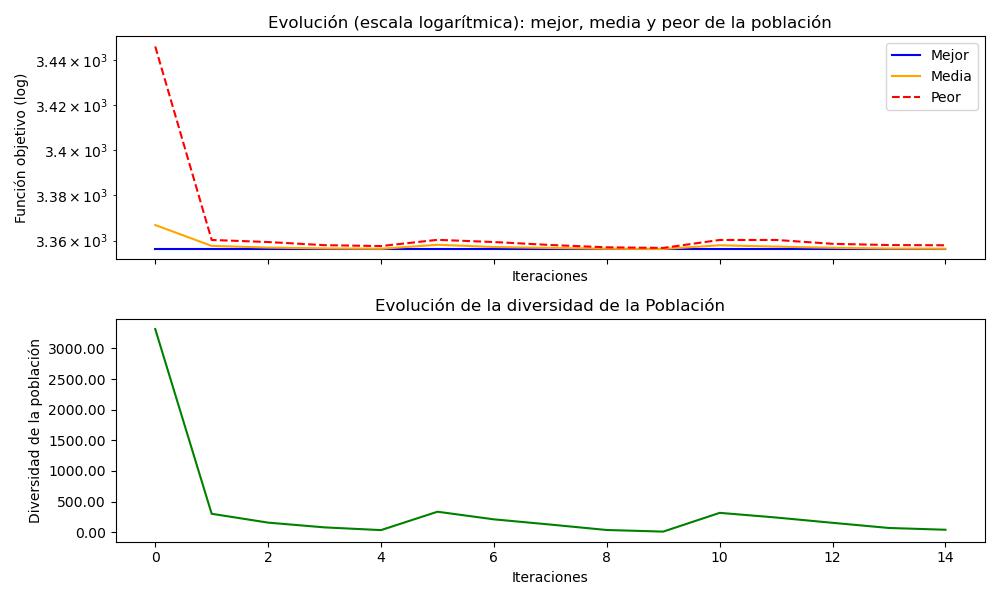 Evolución (escala logarítmica): mejor, media y peor de la población
Función objetivo (log)
3.44 × 10³
3.42 × 10³
3.4 × 10³
3.38 × 10³
3.36 × 10³
Mejor
Media
Peor
Iteraciones
Evolución de la diversidad de la Población
Diversidad de la población
3000.00
2500.00
2000.00
1500.00
1000.00
500.00
0.00
0 2 4 6 8 10 12 14
Iteraciones